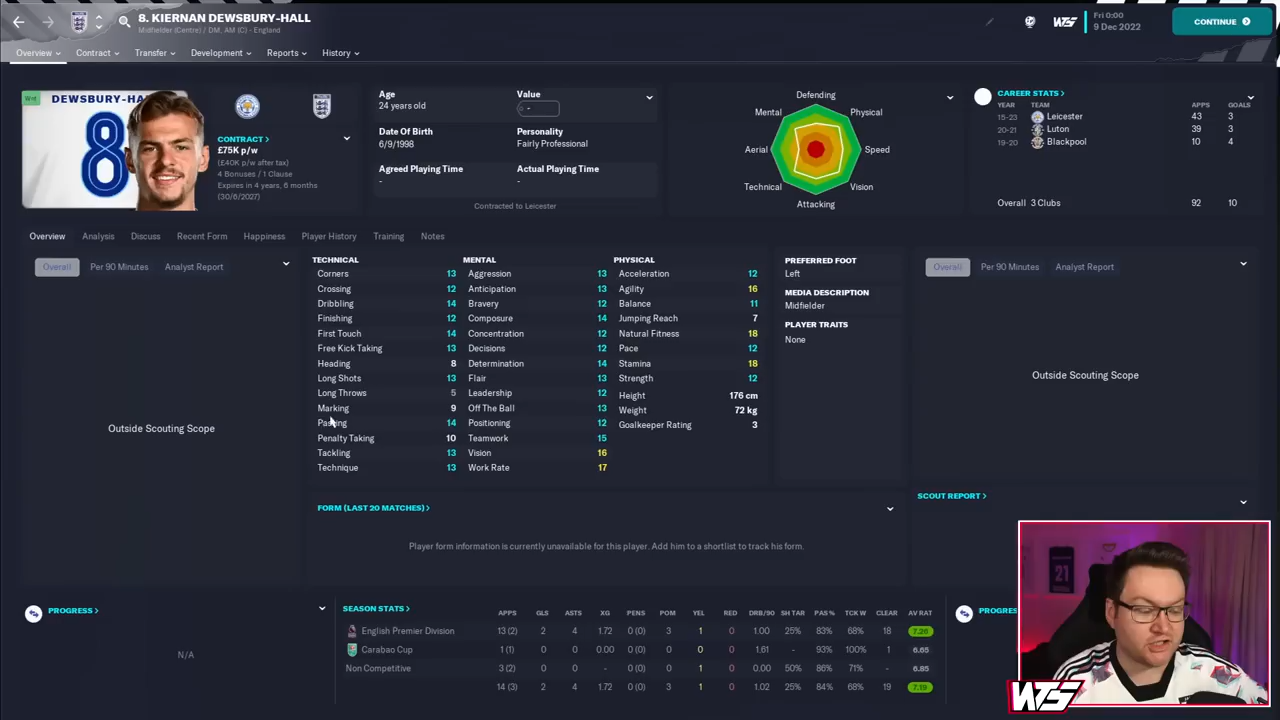 8. KIERNAN DEWSBURY-HALL
Midfielder (Centre) / DM, AM (C) - England
Fri 0:00
9 Dec 2022
CONTINUE
Overview
Contract
Transfer
Development
Reports
History
Wnt
DEWSBURY-HA
8
CONTRACT >
£75K p/w
(£40K p/w after tax)
4 Bonuses / 1 Clause
Expires in 4 years, 6 months
(30/6/2027)
Age
24 years old
Value
-
Date Of Birth
6/9/1998
Personality
Fairly Professional
Agreed Playing Time
-
Actual Playing Time
-
Contracted to Leicester
Defending
Physical
Speed
Vision
Attacking
Technical
Aerial
Mental
CAREER STATS >
YEAR TEAM APPS GOALS
15-23 Leicester 43 3
20-21 Luton 39 3
19-20 Blackpool 10 4
Overall 3 Clubs 92 10
Overview Analysis Discuss Recent Form Happiness Player History Training Notes
Overall Per 90 Minutes Analyst Report
Outside Scouting Scope
TECHNICAL
Corners 13
Crossing 12
Dribbling 14
Finishing 12
First Touch 14
Free Kick Taking 13
Heading 8
Long Shots 13
Long Throws 5
Marking 9
Passing 14
Penalty Taking 10
Tackling 13
Technique 13
MENTAL
Aggression 13
Anticipation 13
Bravery 12
Composure 14
Concentration 12
Decisions 12
Determination 14
Flair 13
Leadership 12
Off The Ball 13
Positioning 12
Teamwork 15
Vision 16
Work Rate 17
PHYSICAL
Acceleration 12
Agility 16
Balance 11
Jumping Reach 7
Natural Fitness 18
Pace 12
Stamina 18
Strength 12
Height 176 cm
Weight 72 kg
Goalkeeper Rating 3
PREFERRED FOOT
Left
MEDIA DESCRIPTION
Midfielder
PLAYER TRAITS
None
Overall Per 90 Minutes Analyst Report
Outside Scouting Scope
FORM (LAST 20 MATCHES) >
Player form information is currently unavailable for this player. Add him to a shortlist to track his form.
SCOUT REPORT >
PROGRESS >
N/A
SEASON STATS > APPS GLS ASTS XG PENS POM YEL RED DRB/90 SH TAR PAS % TCK W CLEAR AV RAT
English Premier Division 13 (2) 2 4 1.72 0 (0) 3 1 0 1.00 25% 83% 68% 18 7.26
Carabao Cup 1 (1) 0 0 0.00 0 (0) 0 0 0 1.61 - 93% 100% 1 6.65
Non Competitive 3 (2) 0 0 - 0 (0) 0 1 0 0.00 50% 86% 71% - 6.85
14 (3) 2 4 1.72 0 (0) 3 1 0 1.02 25% 84% 68% 19 7.19
PROGRES
21
WTS